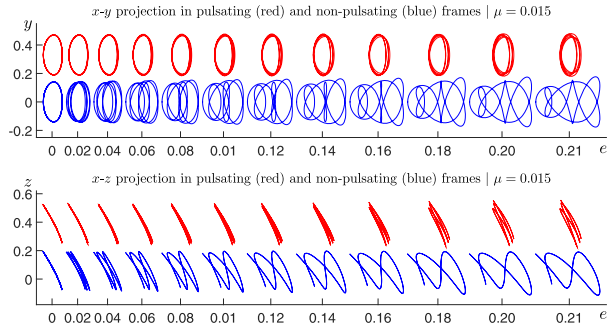 x-y projection in pulsating (red) and non-pulsating (blue) frames | μ = 0.015
y
0.4
0.2
0
-0.2
0 0.02 0.04 0.06 0.08 0.10 0.12 0.14 0.16 0.18 0.20 0.21 e
x-z projection in pulsating (red) and non-pulsating (blue) frames | μ = 0.015
z
0.6
0.4
0.2
0
0 0.02 0.04 0.06 0.08 0.10 0.12 0.14 0.16 0.18 0.20 0.21 e